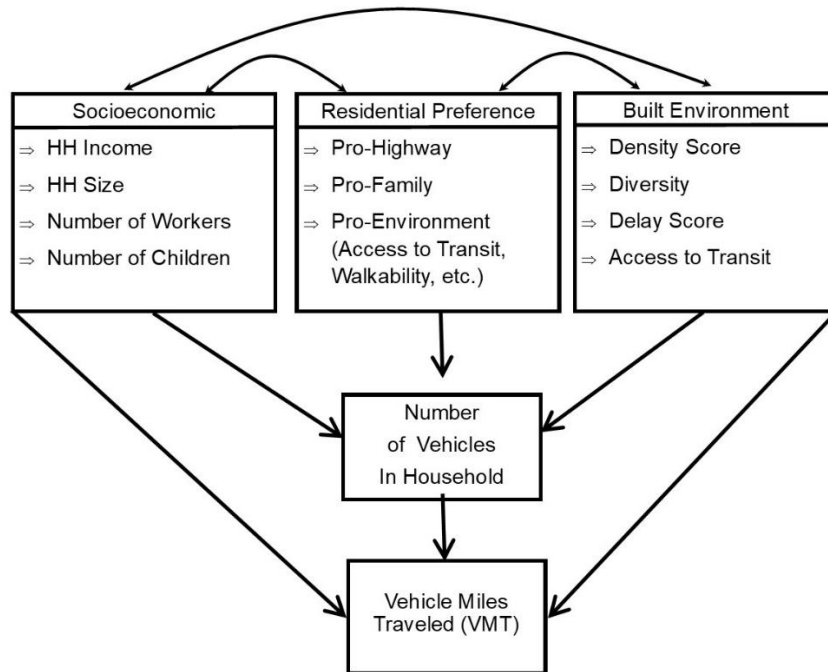 Socioeconomic
⇒ HH Income
⇒ HH Size
⇒ Number of Workers
⇒ Number of Children
Residential Preference
⇒ Pro-Highway
⇒ Pro-Family
⇒ Pro-Environment
(Access to Transit,
Walkability, etc.)
Built Environment
⇒ Density Score
⇒ Diversity
⇒ Delay Score
⇒ Access to Transit
Number
of Vehicles
In Household
Vehicle Miles
Traveled (VMT)